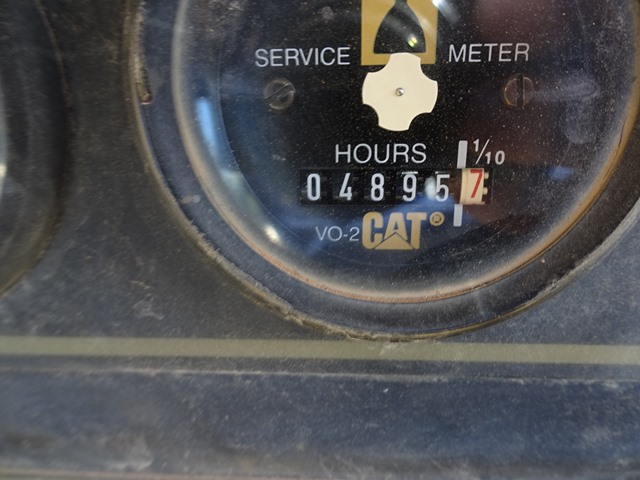 SERVICE METER
HOURS 1/10
048957
VO-2 CAT®